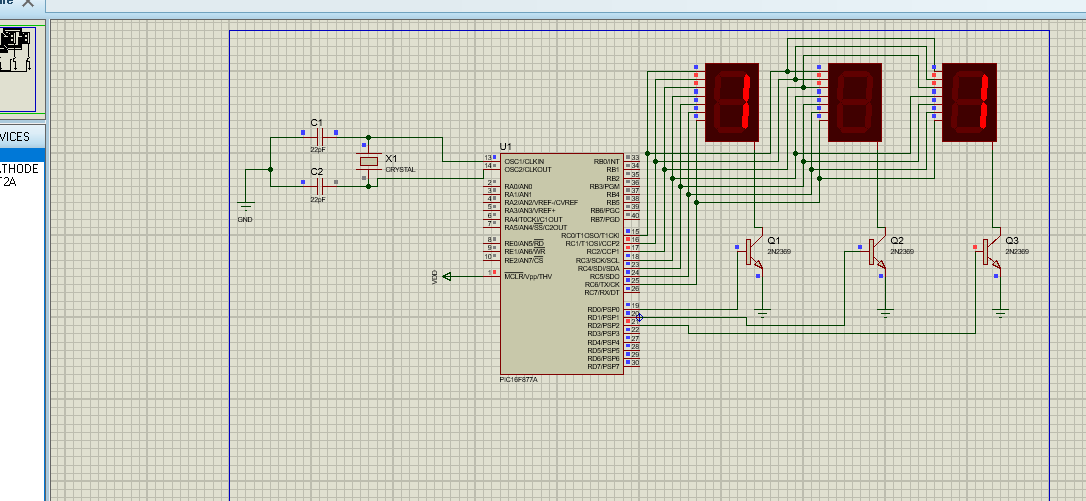 VICES
THODE
2A
C1
22pF
C2
22pF
X1
CRYSTAL
GND
VDD
U1
13 OSC1/CLKIN
14 OSC2/CLKOUT
2 RA0/AN0
3 RA1/AN1
4 RA2/AN2/VREF-/CVREF
5 RA3/AN3/VREF+
6 RA4/T0CKI/C1OUT
7 RA5/AN4/SS/C2OUT
8 RE0/AN5/RD
9 RE1/AN6/WR
10 RE2/AN7/CS
1 MCLR/Vpp/THV
RB0/INT 33
RB1 34
RB2 35
RB3/PGM 36
RB4 37
RB5 38
RB6/PGC 39
RB7/PGD 40
RC0/T1OSO/T1CKI 15
RC1/T1OSI/CCP2 16
RC2/CCP1 17
RC3/SCK/SCL 18
RC4/SDI/SDA 23
RC5/SDO 24
RC6/TX/CK 25
RC7/RX/DT 26
RD0/PSP0 19
RD1/PSP1 20
RD2/PSP2 21
RD3/PSP3 22
RD4/PSP4 27
RD5/PSP5 28
RD6/PSP6 29
RD7/PSP7 30
PIC16F877A
1
1
Q1
2N2369
Q2
2N2369
Q3
2N2369